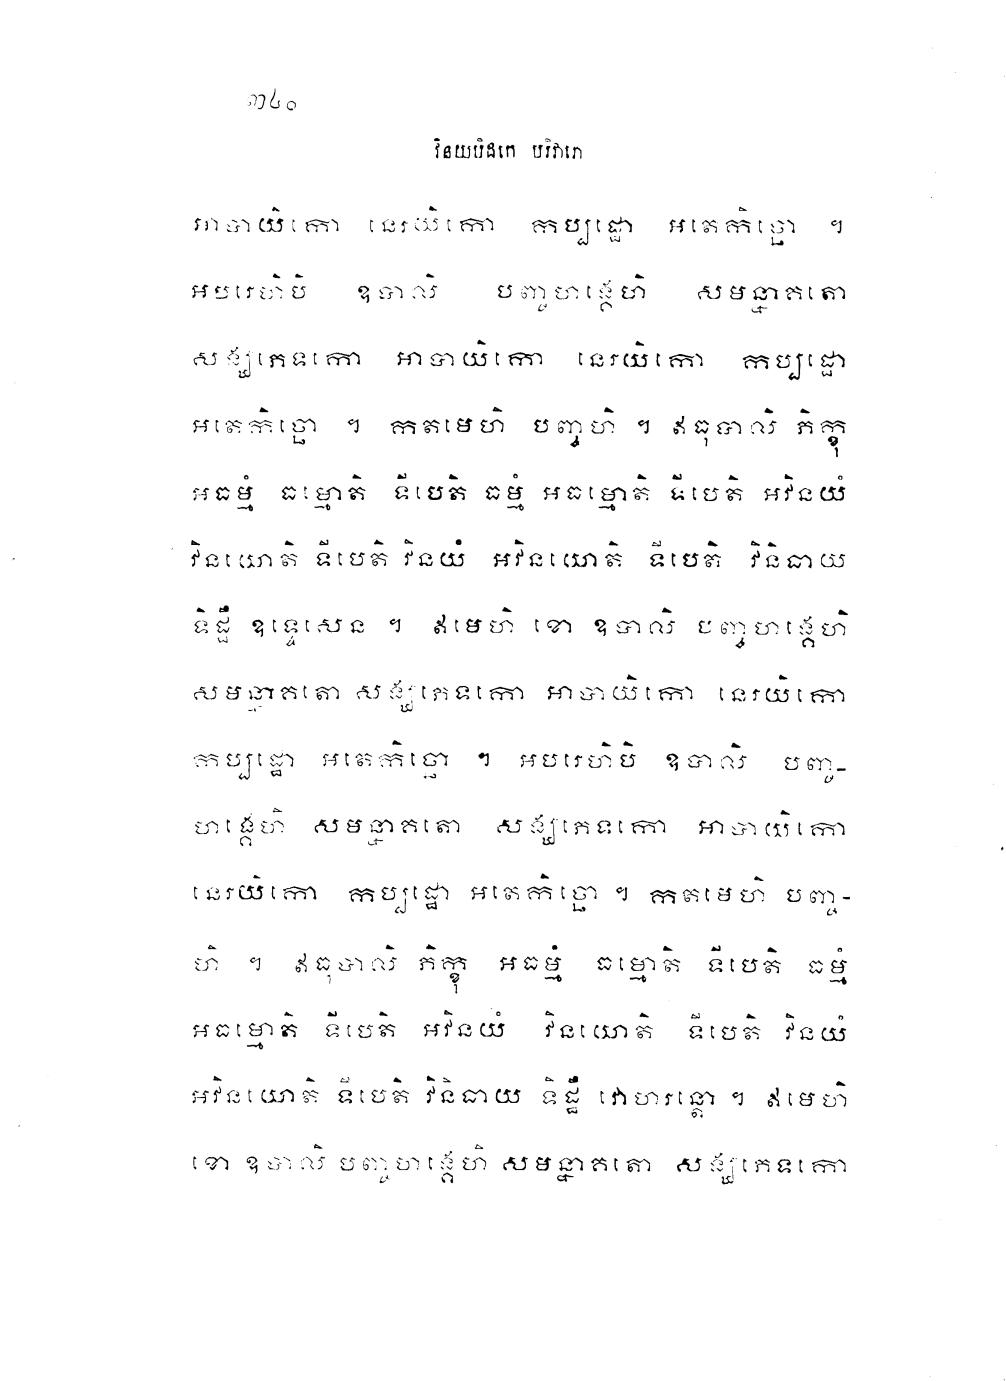 ៣៤០
វិនយបិដកេ បរិវារោ
អាបាយិកោ នេរយិកោ កប្បដ្ឋោ អតេកិច្ឆោ ។
អបរេហិបិ ឧបាលិ បញ្ចហង្គេហិ សមន្នាគតោ
សង្ឃភេទកោ អាបាយិកោ នេរយិកោ កប្បដ្ឋោ
អតេកិច្ឆោ ។ កតមេហិ បញ្ចហិ ។ ឥធុបាលិ ភិក្ខុ
អធម្មំ ធម្មោតិ ទីបេតិ ធម្មំ អធម្មោតិ ទីបេតិ អវិនយំ
វិនយោតិ ទីបេតិ វិនយំ អវិនយោតិ ទីបេតិ វិនិធាយ
ទិដ្ឋឹ ឧទ្ទេសេន ។ ឥមេហិ ខោ ឧបាលិ បញ្ចហង្គេហិ
សមន្នាគតោ សង្ឃភេទកោ អាបាយិកោ នេរយិកោ
កប្បដ្ឋោ អតេកិច្ឆោ ។ អបរេហិបិ ឧបាលិ បញ្ច-
ហង្គេហិ សមន្នាគតោ សង្ឃភេទកោ អាបាយិកោ
នេរយិកោ កប្បដ្ឋោ អតេកិច្ឆោ ។ កតមេហិ បញ្ច-
ហិ ។ ឥធុបាលិ ភិក្ខុ អធម្មំ ធម្មោតិ ទីបេតិ ធម្មំ
អធម្មោតិ ទីបេតិ អវិនយំ វិនយោតិ ទីបេតិ វិនយំ
អវិនយោតិ ទីបេតិ វិនិធាយ ទិដ្ឋឹ វោហរន្តោ ។ ឥមេហិ
ខោ ឧបាលិ បញ្ចហង្គេហិ សមន្នាគតោ សង្ឃភេទកោ